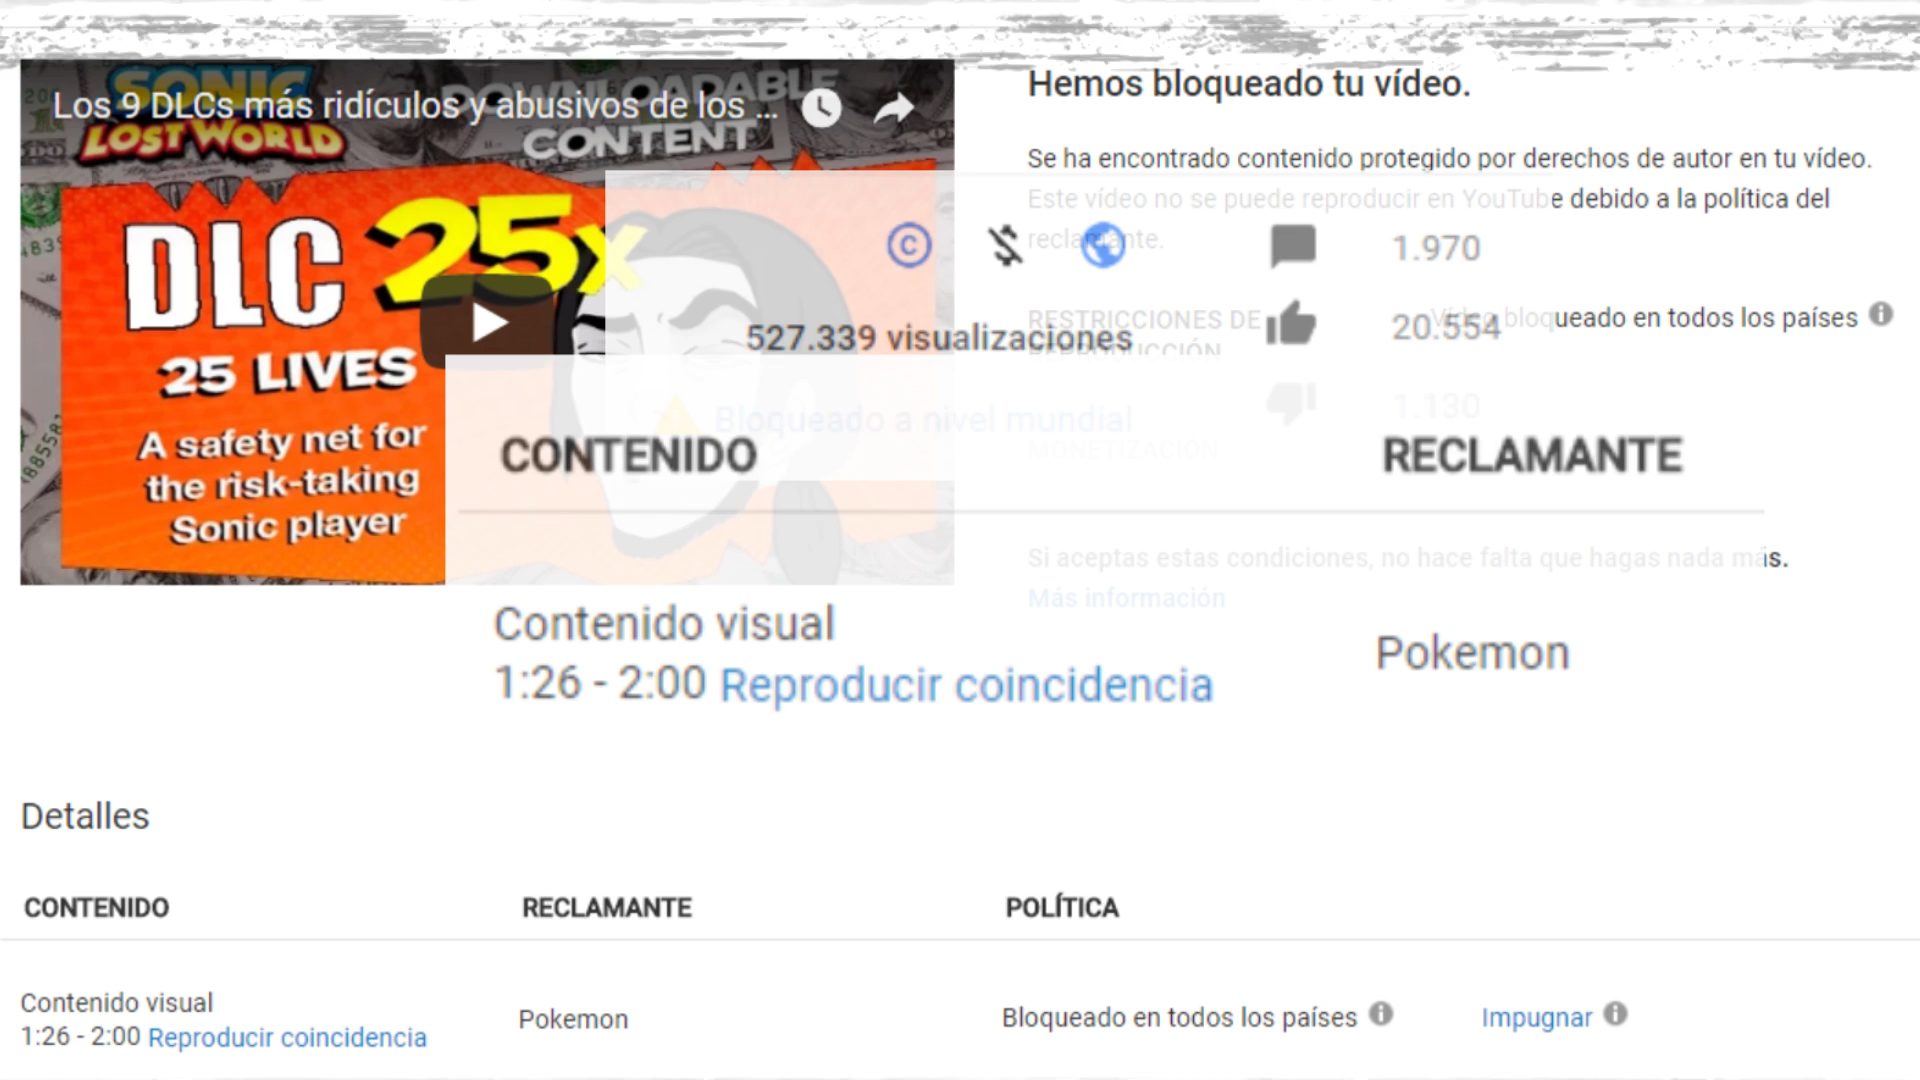 SONIC
LOST WORLD
DOWNLOADABLE
CONTENT
Los 9 DLCs más ridículos y abusivos de los ...
DLC 25x
25 LIVES
A safety net for
the risk-taking
Sonic player
Hemos bloqueado tu vídeo.
Se ha encontrado contenido protegido por derechos de autor en tu vídeo.
Este vídeo no se puede reproducir en YouTube debido a la política del
reclamante.
1.970
RESTRICCIONES DE
REPRODUCCIÓN
Vídeo bloqueado en todos los países
527.339 visualizaciones
20.554
Bloqueado a nivel mundial
1.130
MONETIZACIÓN
CONTENIDO RECLAMANTE
Si aceptas estas condiciones, no hace falta que hagas nada más.
Más información
Contenido visual
1:26 - 2:00 Reproducir coincidencia
Pokemon
Detalles
CONTENIDO RECLAMANTE POLÍTICA
Contenido visual
1:26 - 2:00 Reproducir coincidencia
Pokemon
Bloqueado en todos los países
Impugnar